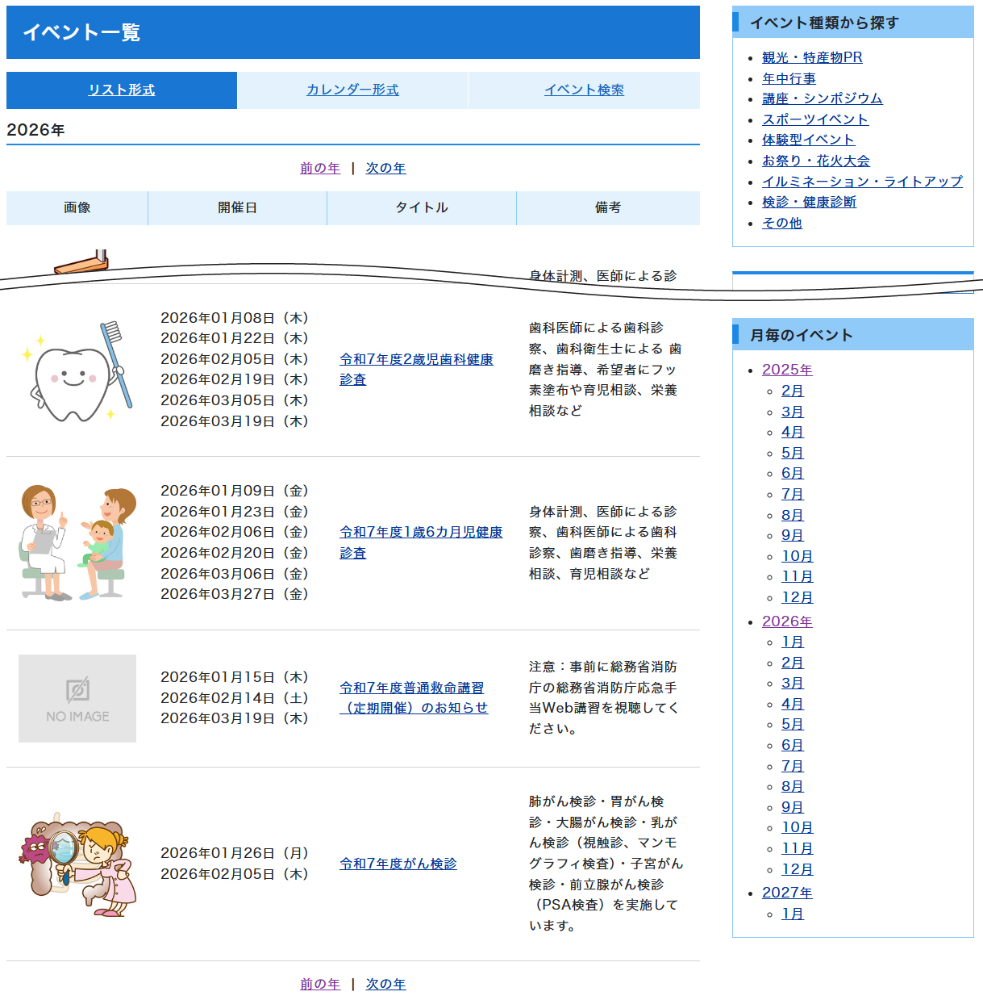 イベント一覧
リスト形式
カレンダー形式
イベント検索
2026年
前の年 | 次の年
画像
開催日
タイトル
備考
身体計測、医師による診
2026年01月08日（木）
2026年01月22日（木）
2026年02月05日（木）
2026年02月19日（木）
2026年03月05日（木）
2026年03月19日（木）
令和7年度2歳児歯科健康
診査
歯科医師による歯科診
察、歯科衛生士による 歯
磨き指導、希望者にフッ
素塗布や育児相談、栄養
相談など
2026年01月09日（金）
2026年01月23日（金）
2026年02月06日（金）
2026年02月20日（金）
2026年03月06日（金）
2026年03月27日（金）
令和7年度1歳6カ月児健康
診査
身体計測、医師による診
察、歯科医師による歯科
診察、歯磨き指導、栄養
相談、育児相談など
NO IMAGE
2026年01月15日（木）
2026年02月14日（土）
2026年03月19日（木）
令和7年度普通救命講習
（定期開催）のお知らせ
注意：事前に総務省消防
庁の総務省消防庁応急手
当Web講習を視聴してく
ださい。
2026年01月26日（月）
2026年02月05日（木）
令和7年度がん検診
肺がん検診・胃がん検
診・大腸がん検診・乳が
ん検診（視触診、マンモ
グラフィ検査）・子宮がん
検診・前立腺がん検診
（PSA検査）を実施して
います。
前の年 | 次の年
イベント種類から探す
観光・特産物PR
年中行事
講座・シンポジウム
スポーツイベント
体験型イベント
お祭り・花火大会
イルミネーション・ライトアップ
検診・健康診断
その他
月毎のイベント
2025年
2月
3月
4月
5月
6月
7月
8月
9月
10月
11月
12月
2026年
1月
2月
3月
4月
5月
6月
7月
8月
9月
10月
11月
12月
2027年
1月